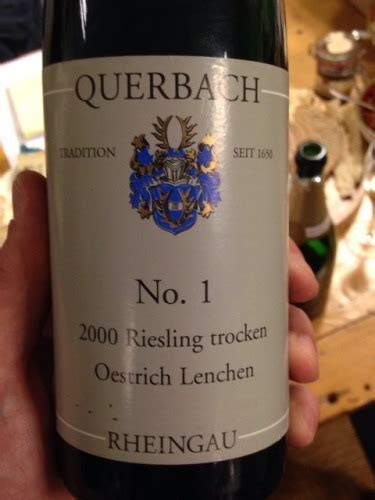 QUERBACH
TRADITION SEIT 1650
No. 1
2000 Riesling trocken
Oestrich Lenchen
RHEINGAU